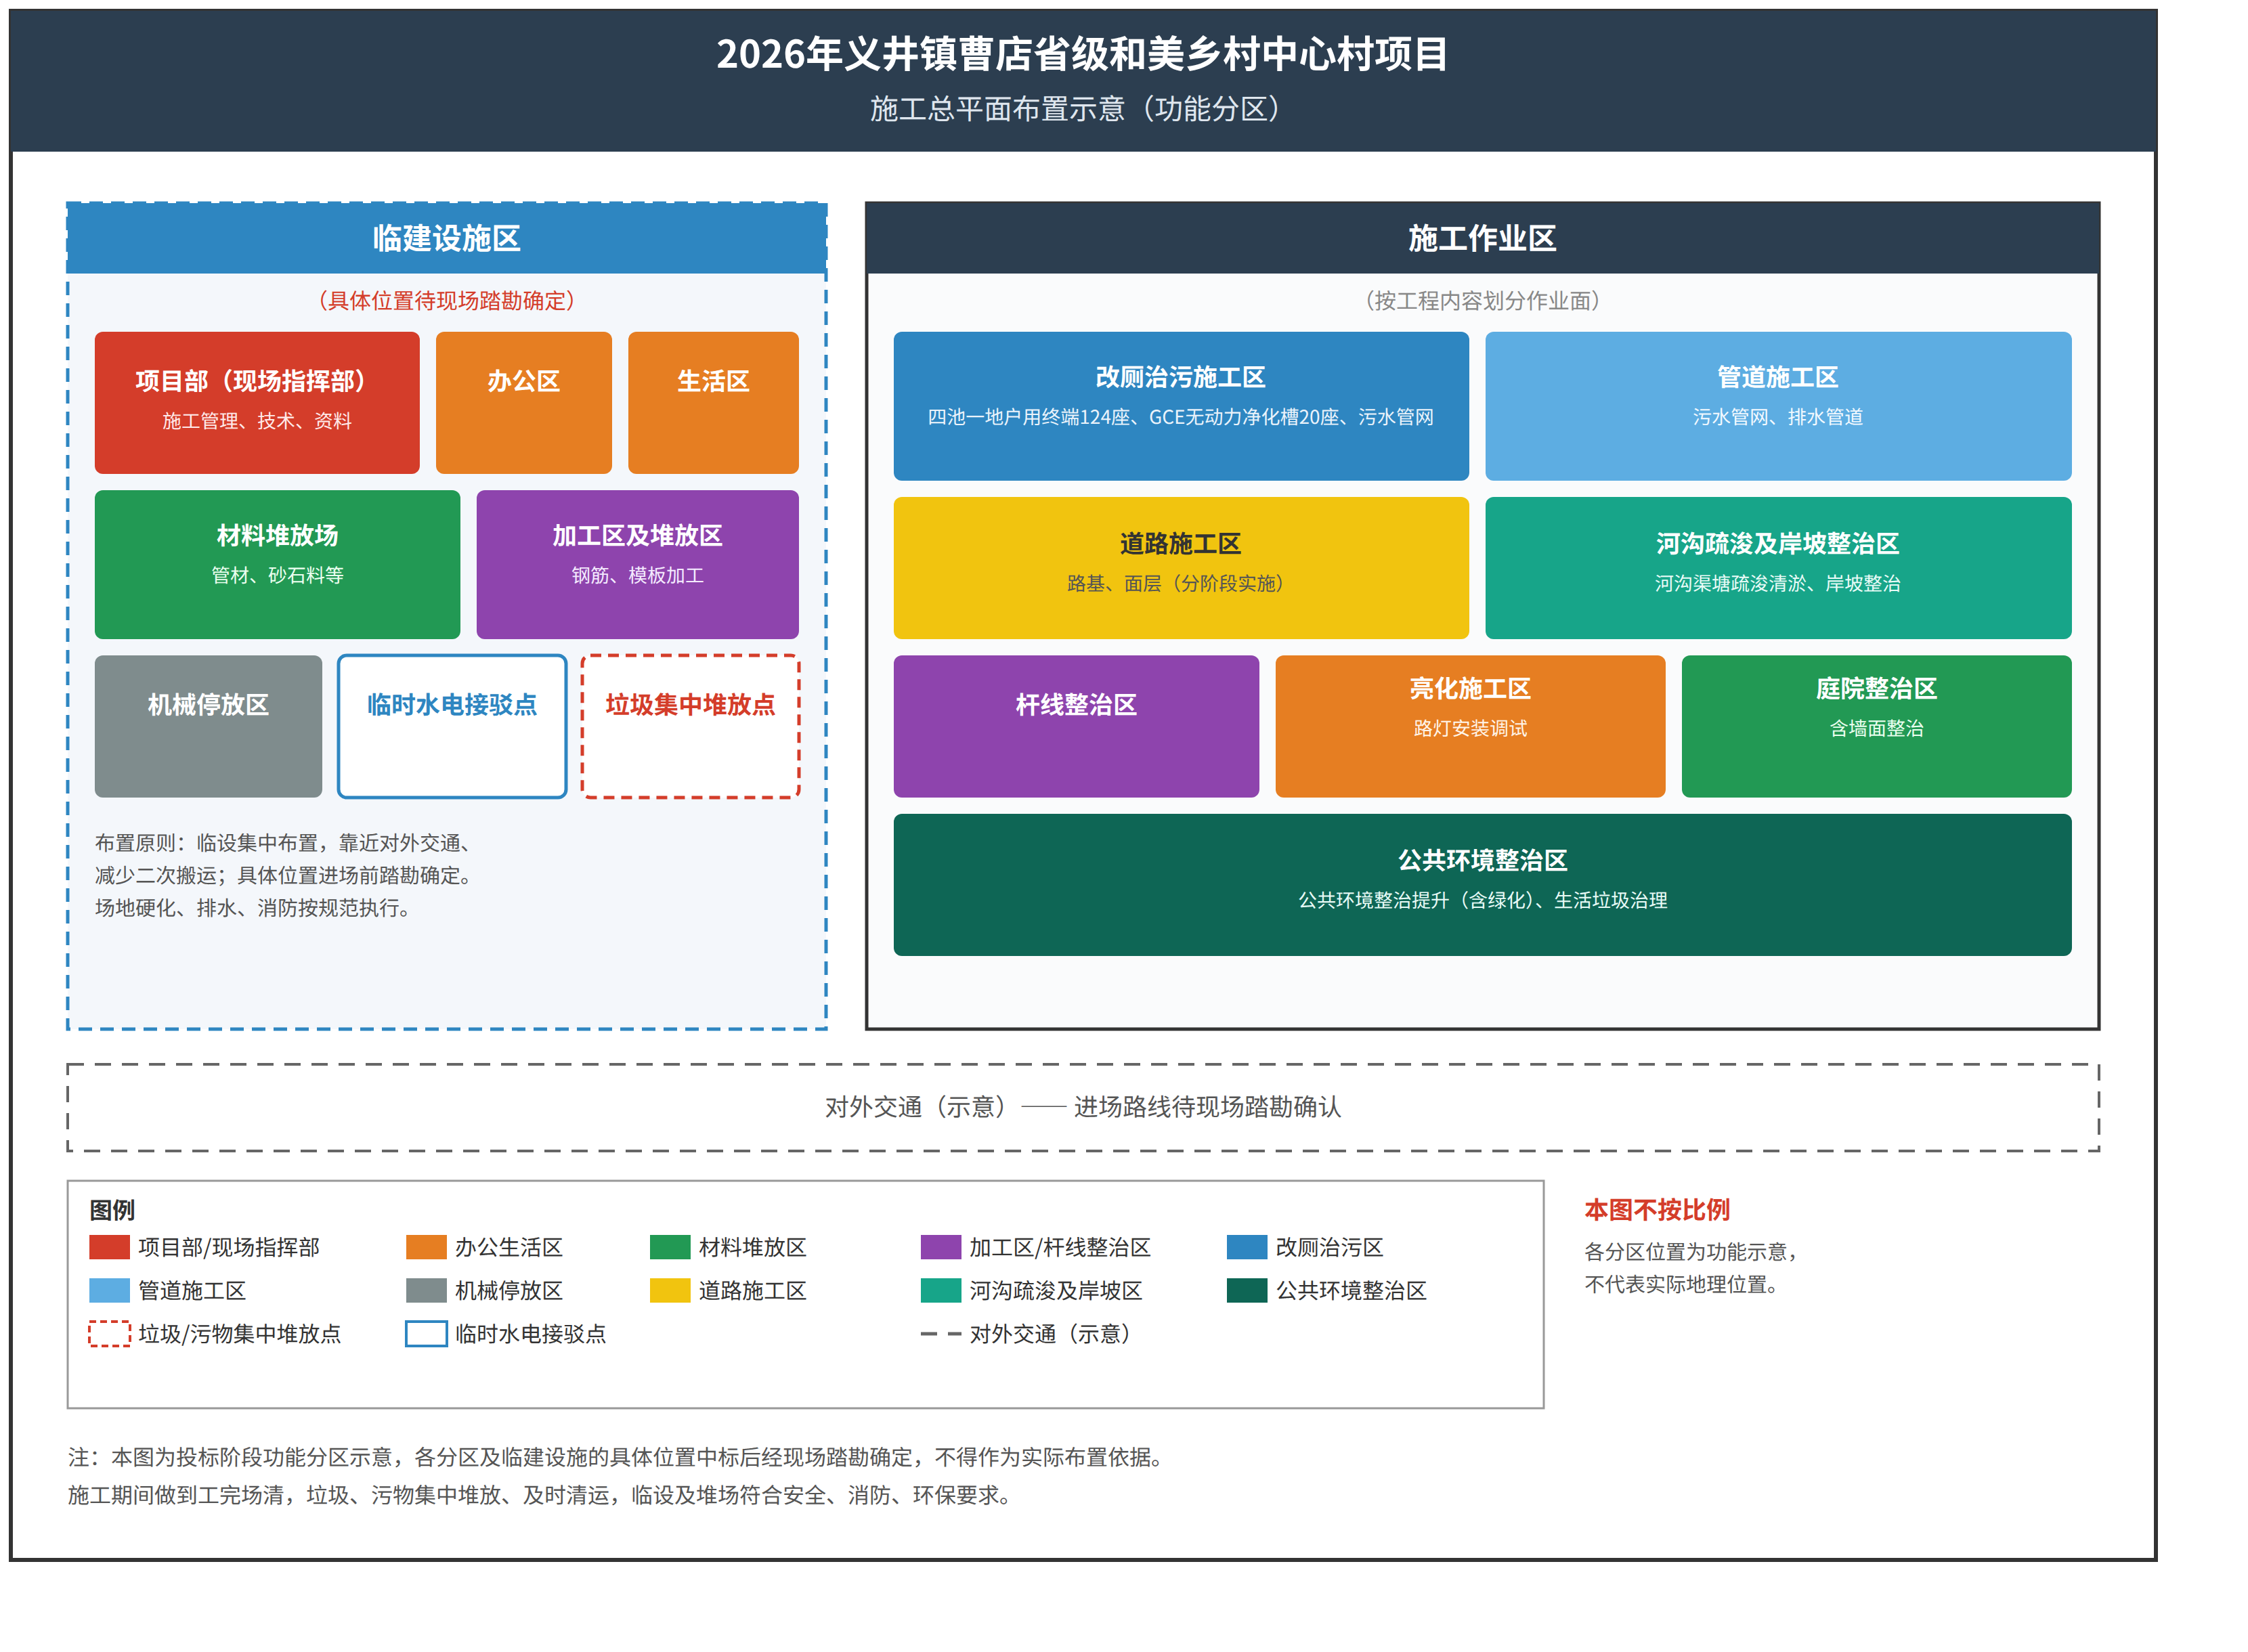 2026年义井镇曹店省级和美乡村中心村项目
施工总平面布置示意（功能分区）
临建设施区
（具体位置待现场踏勘确定）
项目部（现场指挥部）
施工管理、技术、资料
办公区
生活区
材料堆放场
管材、砂石料等
加工区及堆放区
钢筋、模板加工
机械停放区
临时水电接驳点
垃圾集中堆放点
布置原则：临设集中布置，靠近对外交通、
减少二次搬运；具体位置进场前踏勘确定。
场地硬化、排水、消防按规范执行。
施工作业区
（按工程内容划分作业面）
改厕治污施工区
四池一地户用终端124座、GCE无动力净化槽20座、污水管网
管道施工区
污水管网、排水管道
道路施工区
路基、面层（分阶段实施）
河沟疏浚及岸坡整治区
河沟渠塘疏浚清淤、岸坡整治
杆线整治区
亮化施工区
路灯安装调试
庭院整治区
含墙面整治
公共环境整治区
公共环境整治提升（含绿化）、生活垃圾治理
对外交通（示意）—— 进场路线待现场踏勘确认
图例
项目部/现场指挥部
办公生活区
材料堆放区
加工区/杆线整治区
改厕治污区
管道施工区
机械停放区
道路施工区
河沟疏浚及岸坡区
公共环境整治区
垃圾/污物集中堆放点
临时水电接驳点
对外交通（示意）
本图不按比例
各分区位置为功能示意，
不代表实际地理位置。
注：本图为投标阶段功能分区示意，各分区及临建设施的具体位置中标后经现场踏勘确定，不得作为实际布置依据。
施工期间做到工完场清，垃圾、污物集中堆放、及时清运，临设及堆场符合安全、消防、环保要求。